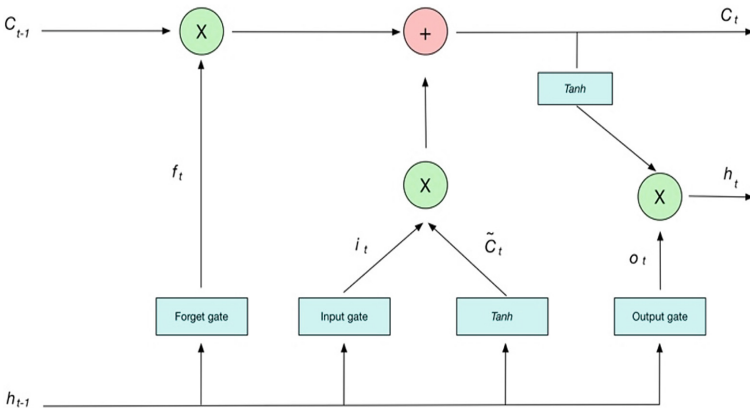 C t-1
X
+
C t
Tanh
f t
X
X
h t
i t
C̃ t
o t
Forget gate
Input gate
Tanh
Output gate
h t-1